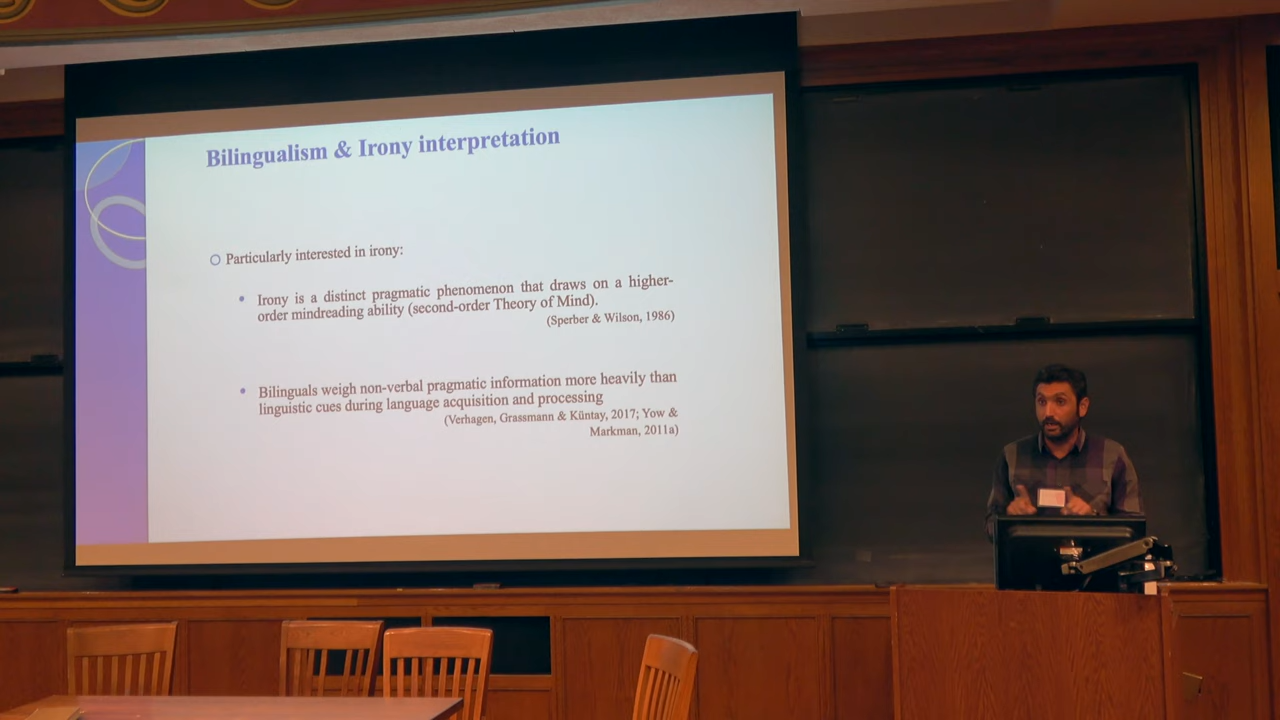 Bilingualism & Irony interpretation
Particularly interested in irony:
Irony is a distinct pragmatic phenomenon that draws on a higher-
order mindreading ability (second-order Theory of Mind).
(Sperber & Wilson, 1986)
Bilinguals weigh non-verbal pragmatic information more heavily than
linguistic cues during language acquisition and processing
(Verhagen, Grassmann & Küntay, 2017; Yow &
Markman, 2011a)